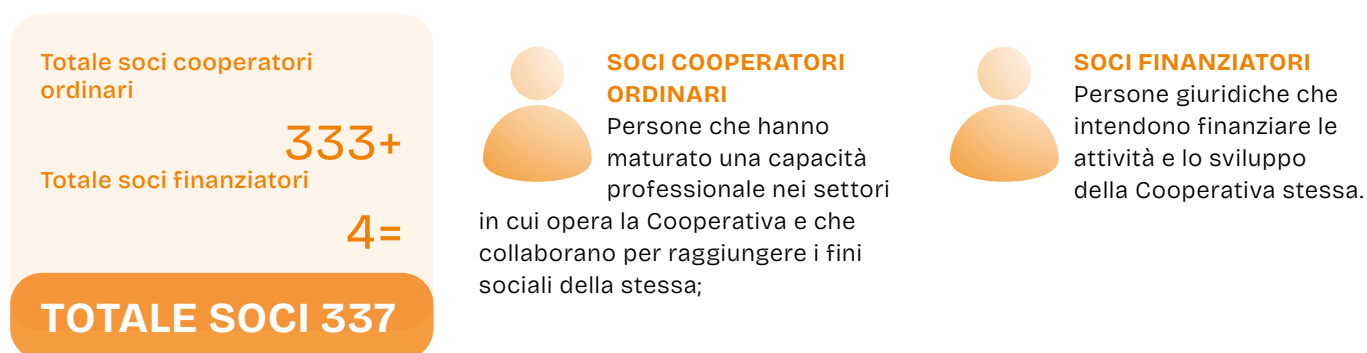 Totale soci cooperatori
ordinari
333+
Totale soci finanziatori
4=
TOTALE SOCI 337
SOCI COOPERATORI
ORDINARI
Persone che hanno
maturato una capacità
professionale nei settori
in cui opera la Cooperativa e che
collaborano per raggiungere i fini
sociali della stessa;
SOCI FINANZIATORI
Persone giuridiche che
intendono finanziare le
attività e lo sviluppo
della Cooperativa stessa.